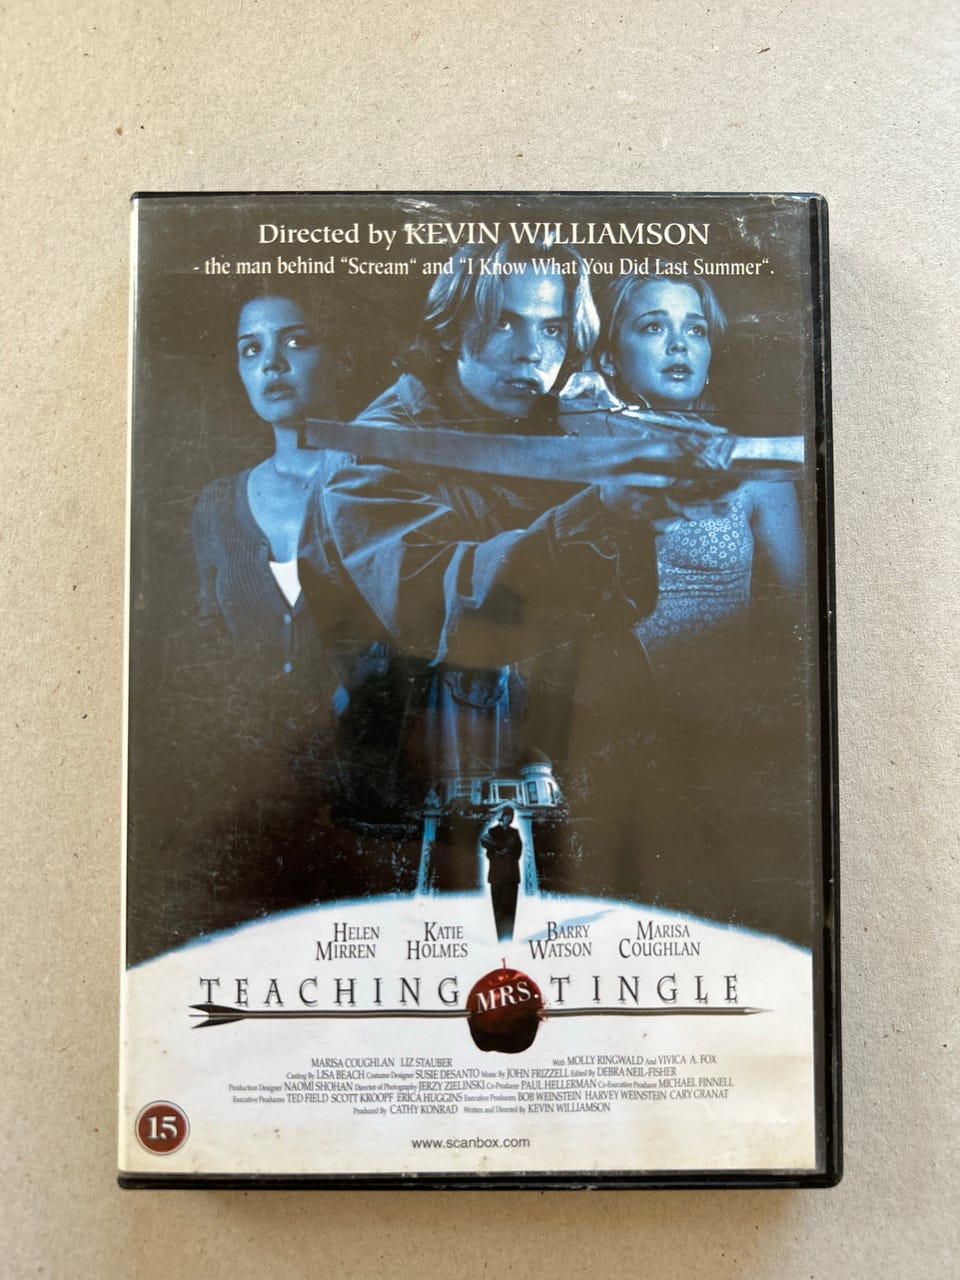 Directed by KEVIN WILLIAMSON
- the man behind "Scream" and "I Know What You Did Last Summer".
HELEN MIRREN KATIE HOLMES BARRY WATSON MARISA COUGHLAN
TEACHING MRS. TINGLE
MARISA COUGHLAN LIZ STAUBER With MOLLY RINGWALD And VIVICA A. FOX
Casting By LISA BEACH Costume Designer SUSIE DESANTO Music By JOHN FRIZZELL Edited By DEBRA NEIL-FISHER
Production Designer NAOMI SHOHAN Director of Photography JERZY ZIELINSKI Co-Producer PAUL HELLERMAN Co-Executive Producer MICHAEL FINNELL
Executive Producers TED FIELD SCOTT KROOPF ERICA HUGGINS Executive Producers BOB WEINSTEIN HARVEY WEINSTEIN CARY GRANAT
Produced By CATHY KONRAD Written and Directed By KEVIN WILLIAMSON
15
www.scanbox.com